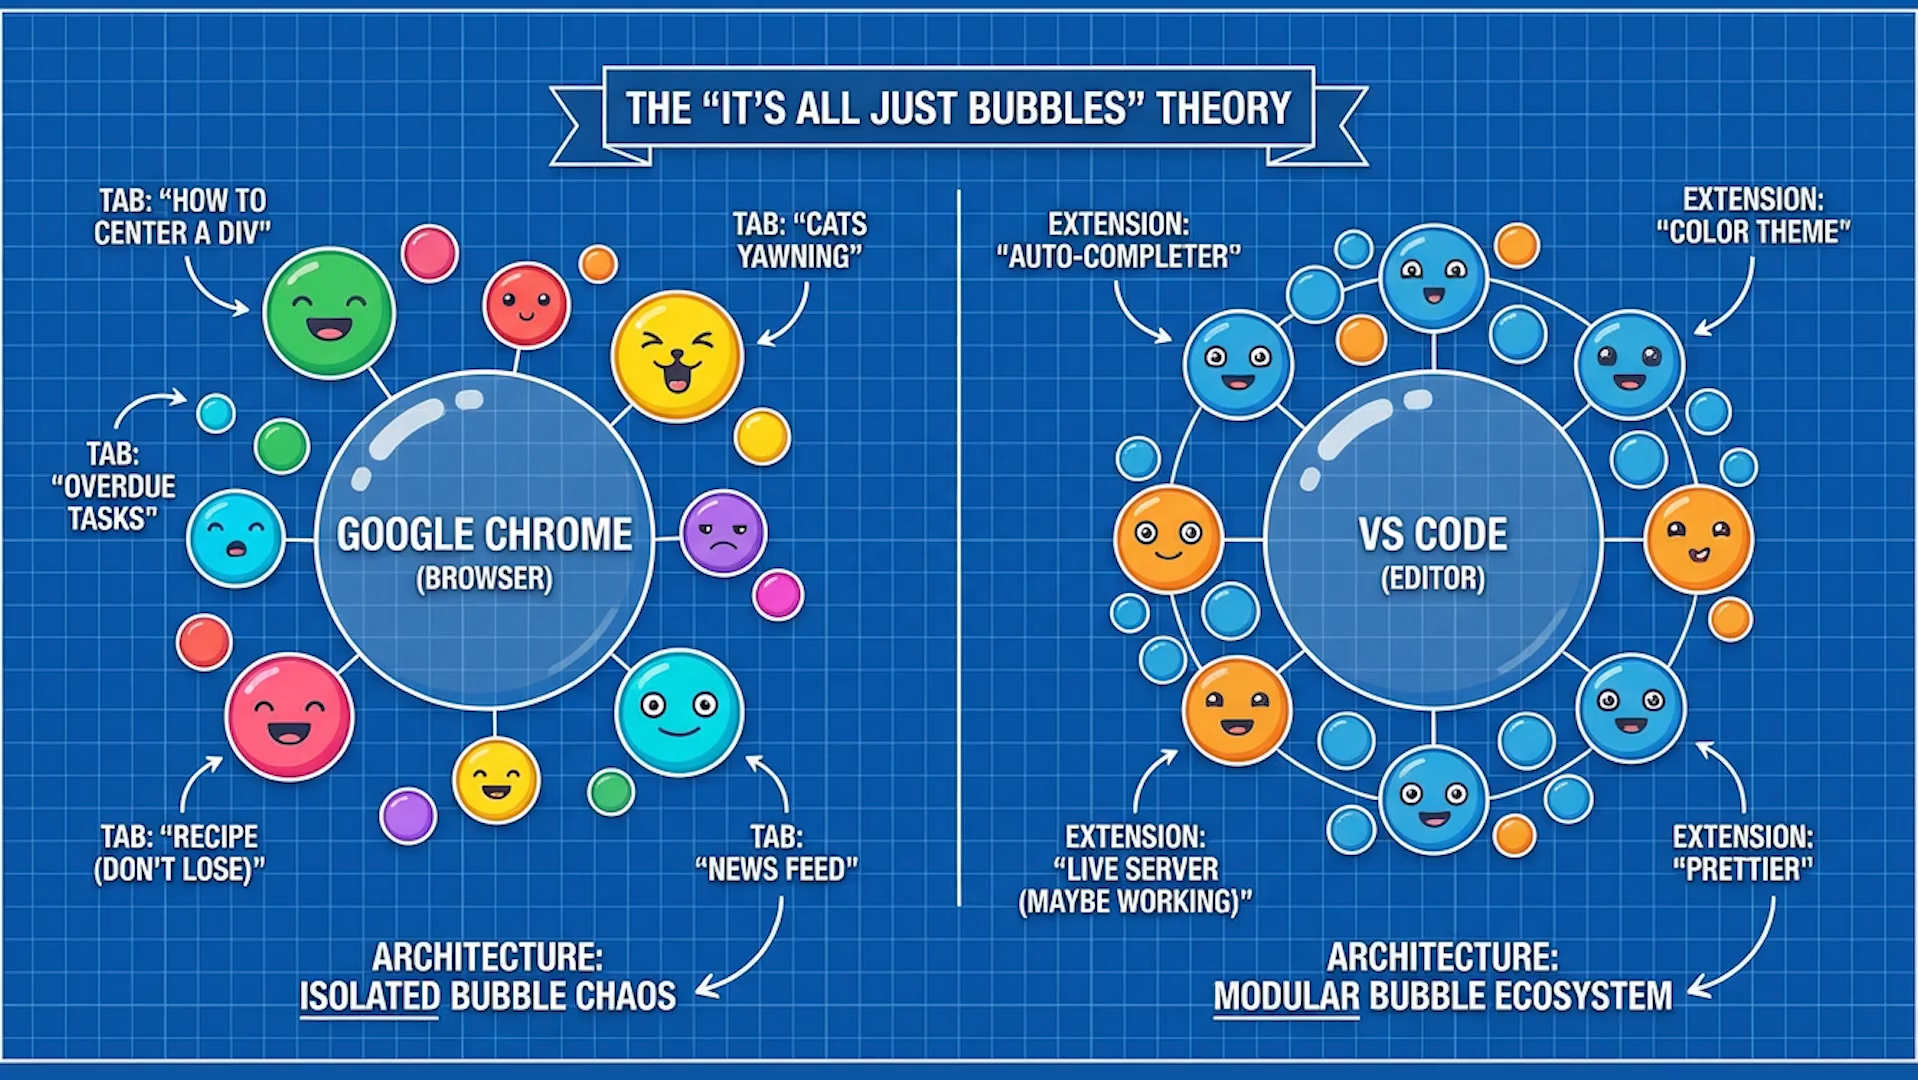 THE “IT’S ALL JUST BUBBLES” THEORY
TAB: “HOW TO
CENTER A DIV”
TAB: “CATS
YAWNING”
TAB:
“OVERDUE
TASKS”
GOOGLE CHROME
(BROWSER)
TAB: “RECIPE
(DON’T LOSE)”
TAB:
“NEWS FEED”
ARCHITECTURE:
ISOLATED BUBBLE CHAOS
EXTENSION:
“AUTO-COMPLETER”
EXTENSION:
“COLOR THEME”
VS CODE
(EDITOR)
EXTENSION:
“LIVE SERVER
(MAYBE WORKING)”
EXTENSION:
“PRETTIER”
ARCHITECTURE:
MODULAR BUBBLE ECOSYSTEM